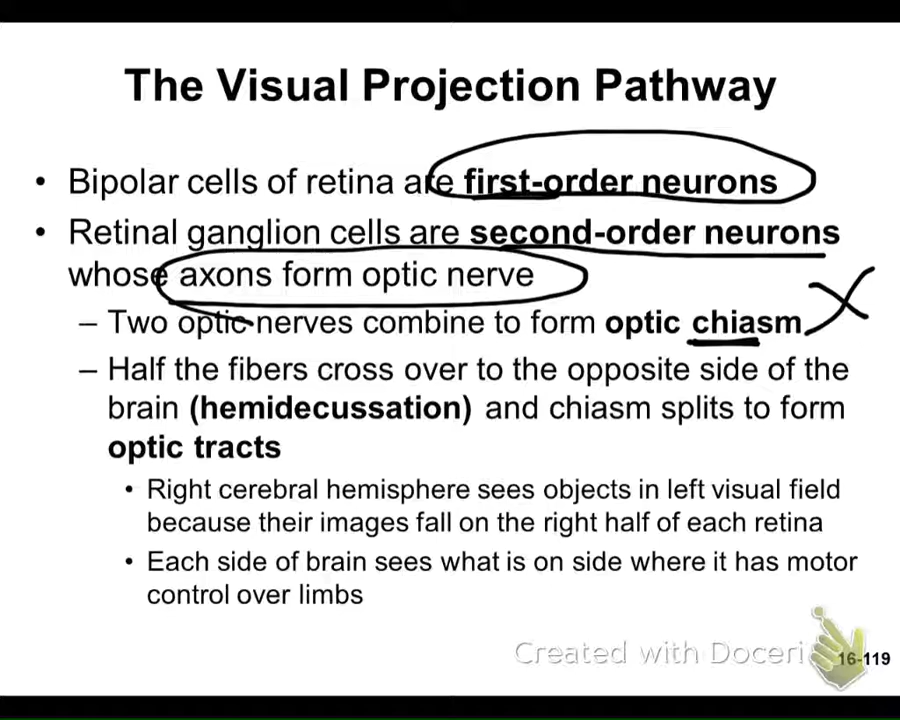 The Visual Projection Pathway
• Bipolar cells of retina are first-order neurons
• Retinal ganglion cells are second-order neurons
whose axons form optic nerve
– Two optic nerves combine to form optic chiasm
– Half the fibers cross over to the opposite side of the
brain (hemidecussation) and chiasm splits to form
optic tracts
• Right cerebral hemisphere sees objects in left visual field
because their images fall on the right half of each retina
• Each side of brain sees what is on side where it has motor
control over limbs
Created with Doceri
16-119